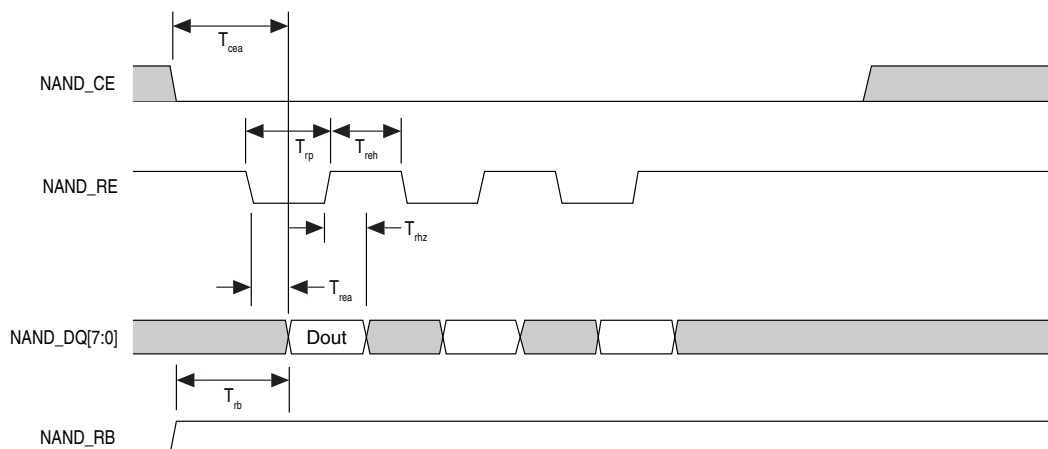 T_cea
NAND_CE
T_rp
T_reh
NAND_RE
T_rhz
T_rea
NAND_DQ[7:0]
Dout
T_rb
NAND_RB